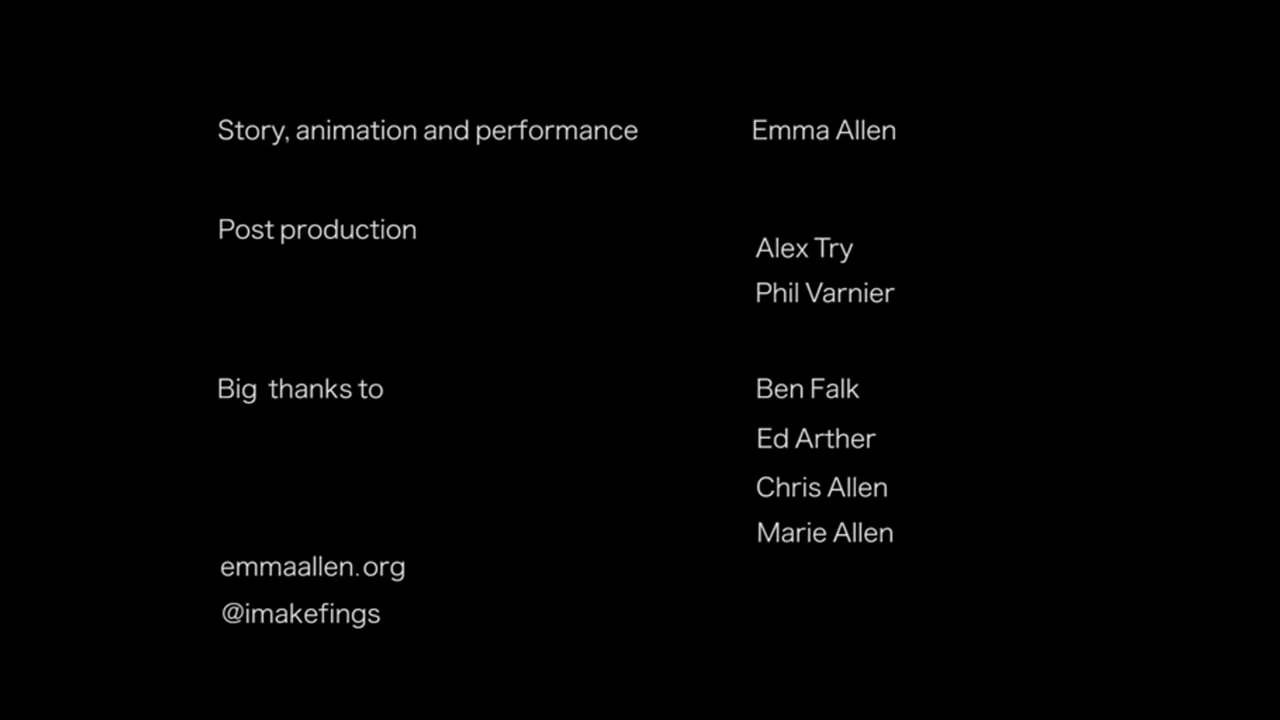 Story, animation and performance
Emma Allen
Post production
Alex Try
Phil Varnier
Big thanks to
Ben Falk
Ed Arther
Chris Allen
Marie Allen
emmaallen.org
@imakefings